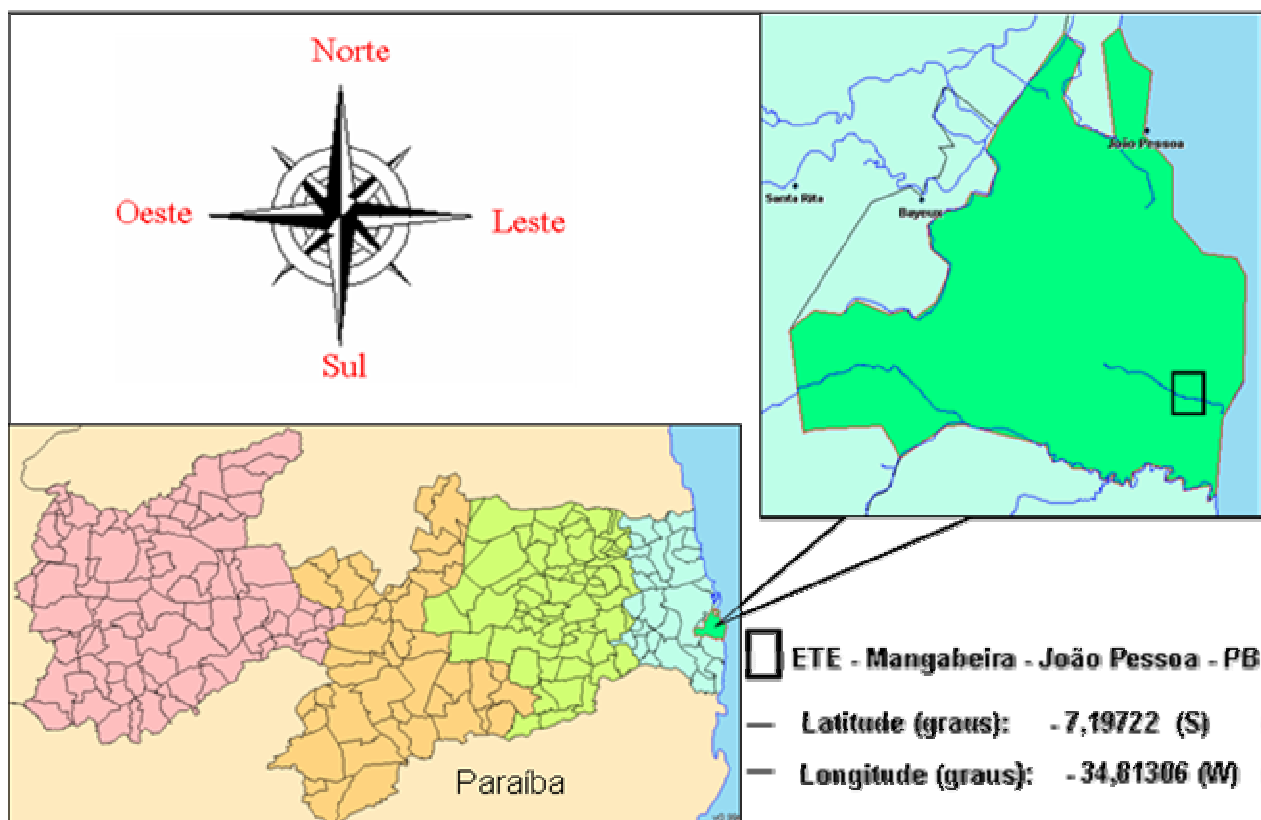 Norte
Oeste
Leste
Sul
João Pessoa
Santa Rita
Bayeux
Paraíba
ETE - Mangabeira - João Pessoa - PB
Latitude (graus): - 7,19722 (S)
Longitude (graus): - 34,81306 (W)